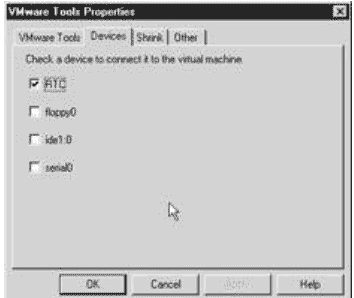 VMware Tools Properties
VMware Tools Devices Shrink Other
Check a device to connect it to the virtual machine
RTC
floppy0
ide1:0
serial0
OK Cancel Apply Help